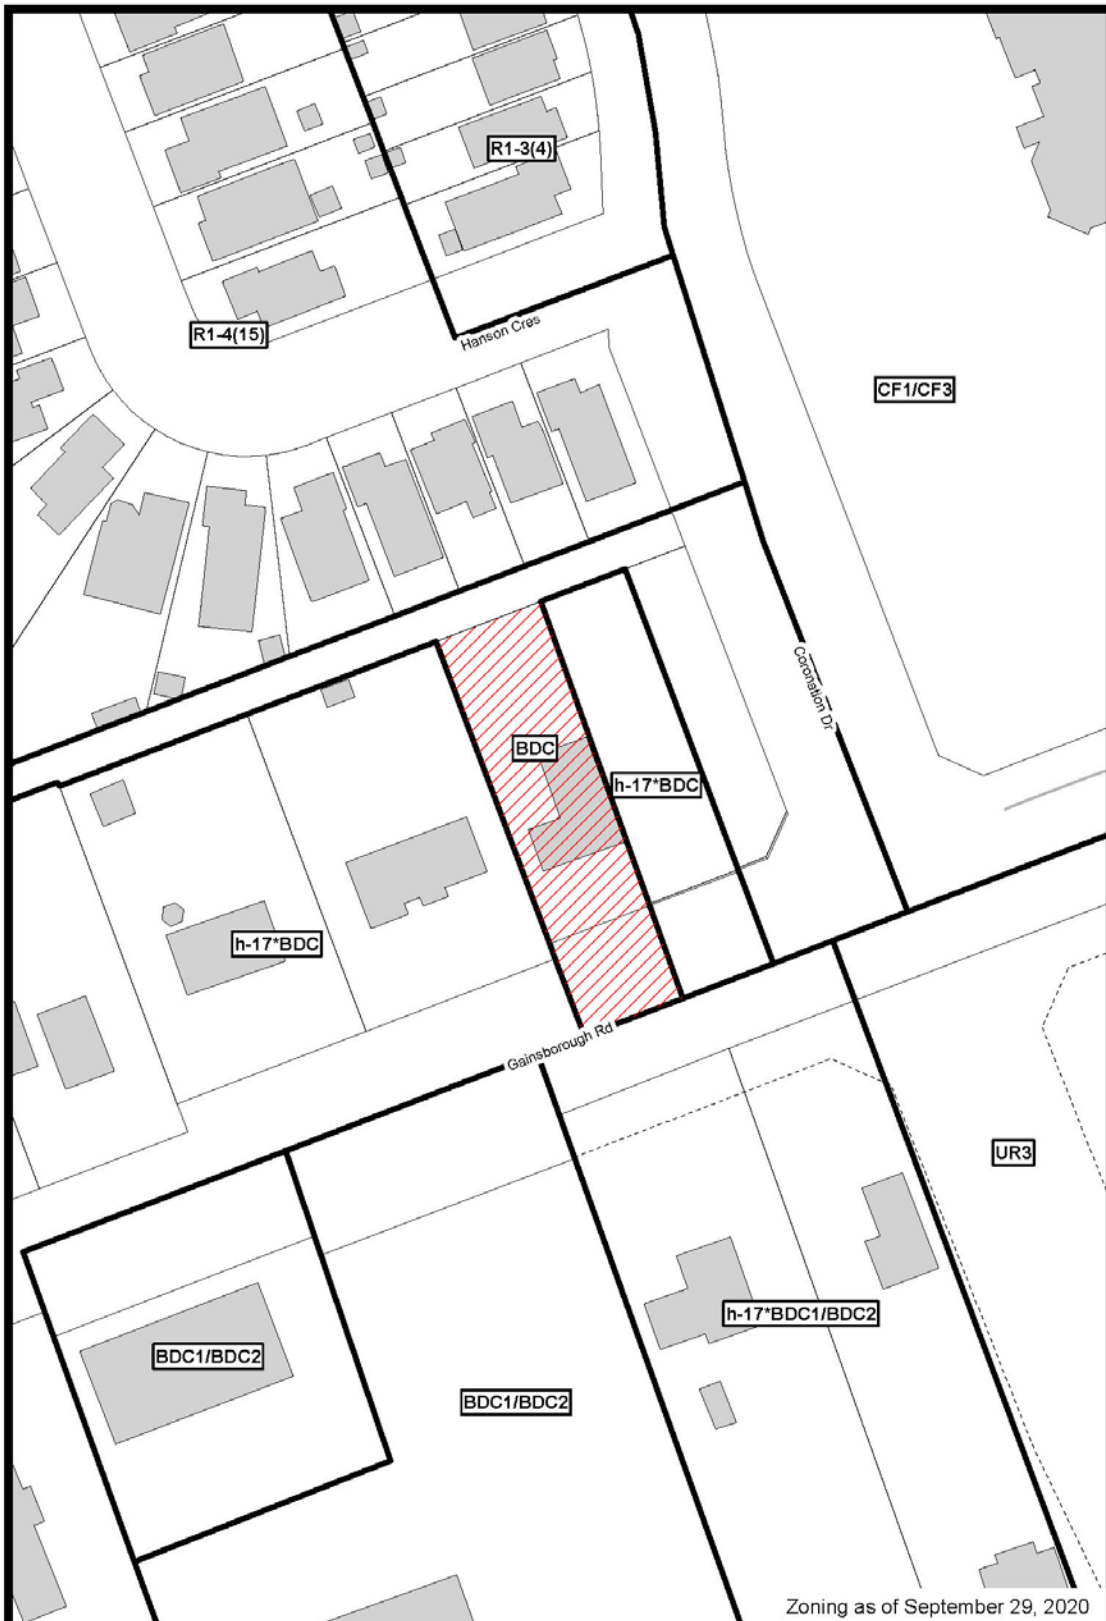 R1-3(4)
R1-4(15)
Hanson Cres
CF1/CF3
Coronation Dr
BDC
h-17*BDC
h-17*BDC
Gainsborough Rd
UR3
h-17*BDC1/BDC2
BDC1/BDC2
BDC1/BDC2
Zoning as of September 29, 2020